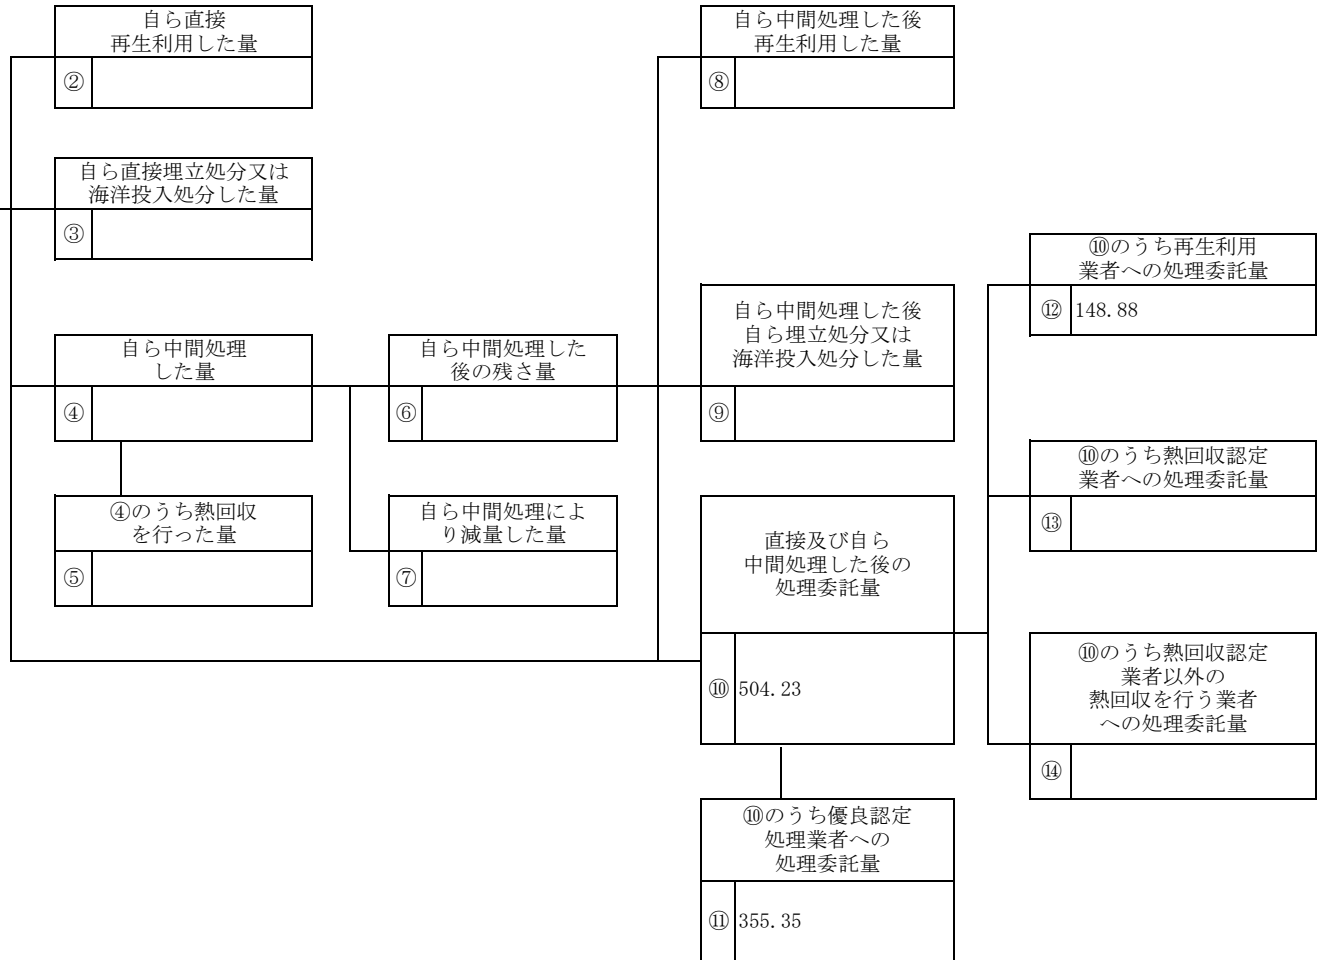 自ら直接
再生利用した量
②
自ら直接埋立処分又は
海洋投入処分した量
③
自ら中間処理
した量
④
④のうち熱回収
を行った量
⑤
自ら中間処理した
後の残さ量
⑥
自ら中間処理によ
り減量した量
⑦
自ら中間処理した後
再生利用した量
⑧
自ら中間処理した後
自ら埋立処分又は
海洋投入処分した量
⑨
直接及び自ら
中間処理した後の
処理委託量
⑩ 504.23
⑩のうち優良認定
処理業者への
処理委託量
⑪ 355.35
⑩のうち再生利用
業者への処理委託量
⑫ 148.88
⑩のうち熱回収認定
業者への処理委託量
⑬
⑩のうち熱回収認定
業者以外の
熱回収を行う業者
への処理委託量
⑭